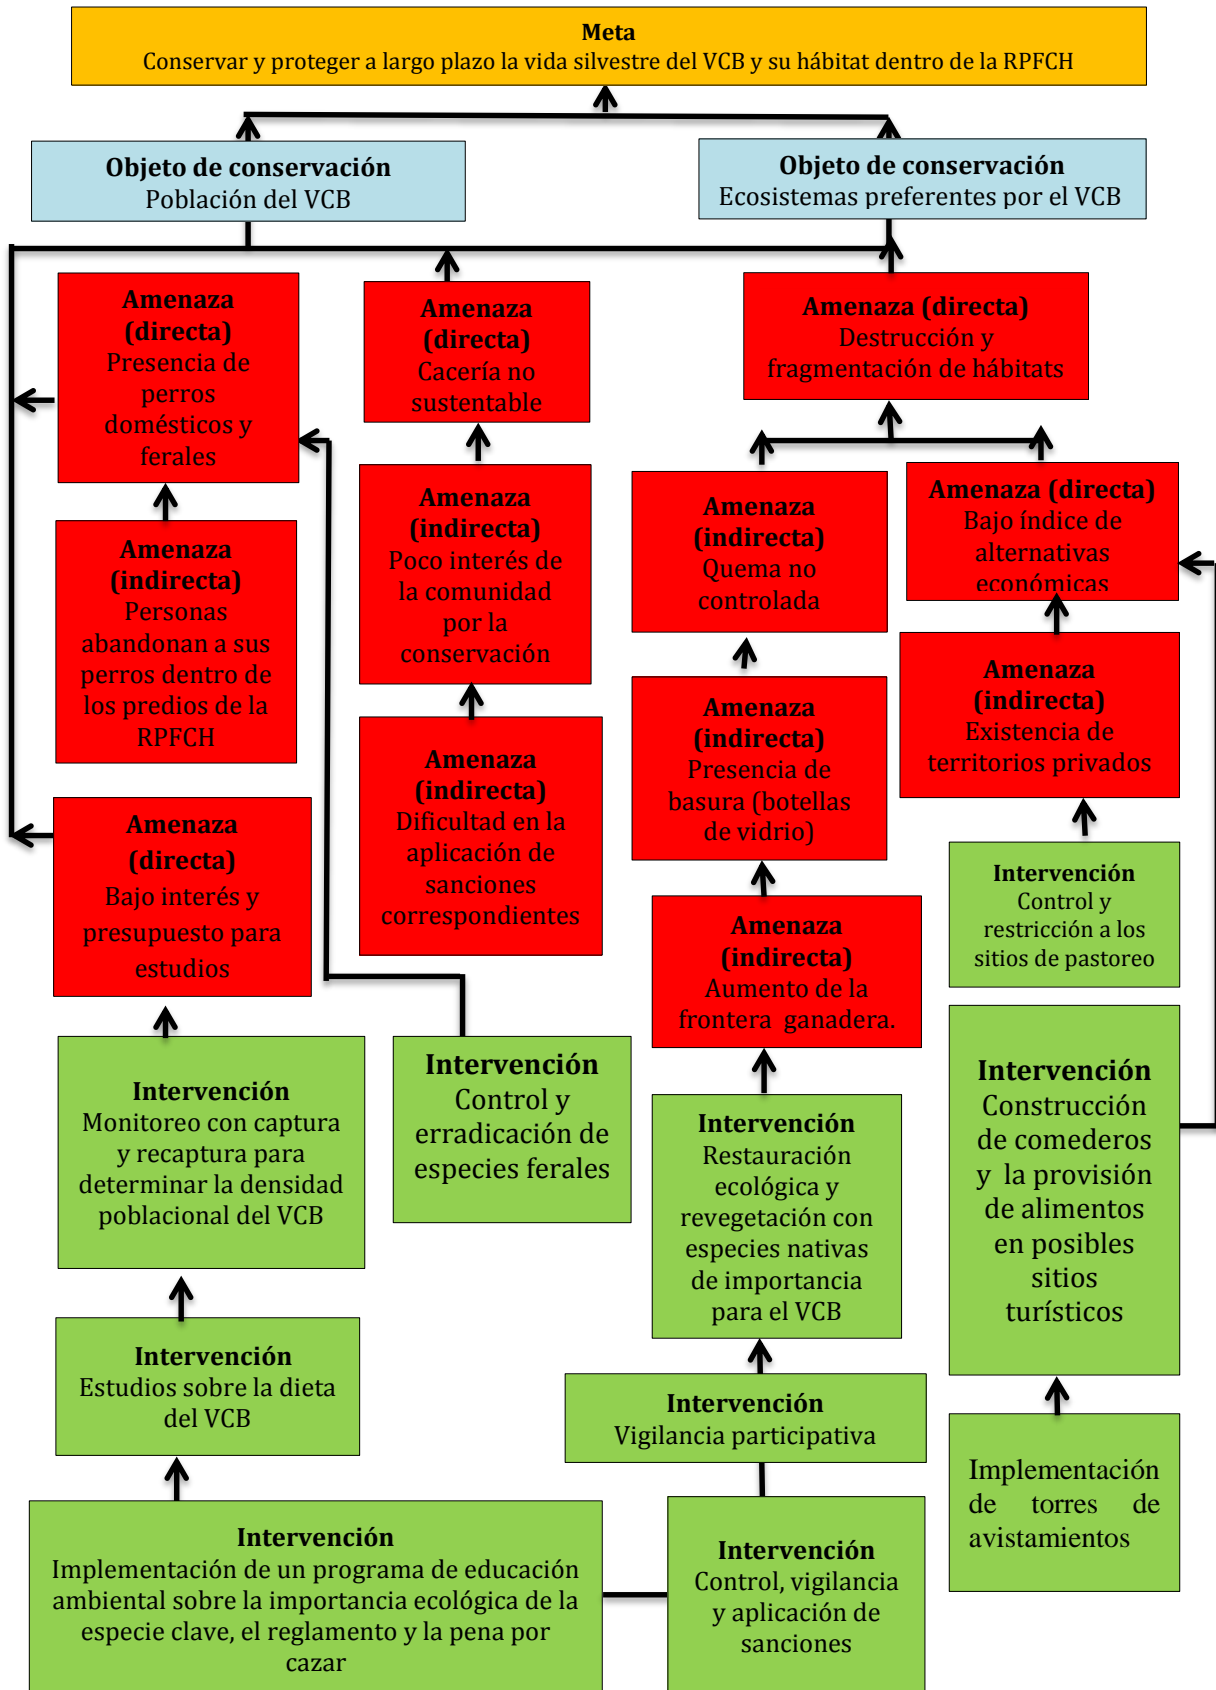 Meta
Conservar y proteger a largo plazo la vida silvestre del VCB y su hábitat dentro de la RPFCH
Objeto de conservación
Población del VCB
Objeto de conservación
Ecosistemas preferentes por el VCB
Amenaza
(directa)
Presencia de
perros
domésticos y
ferales
Amenaza
(directa)
Cacería no
sustentable
Amenaza (directa)
Destrucción y
fragmentación de hábitats
Amenaza
(indirecta)
Personas
abandonan a sus
perros dentro de
los predios de la
RPFCH
Amenaza
(indirecta)
Poco interés de
la comunidad
por la
conservación
Amenaza
(indirecta)
Quema no
controlada
Amenaza (directa)
Bajo índice de
alternativas
económicas
Amenaza
(indirecta)
Existencia de
territorios privados
Amenaza
(indirecta)
Presencia de
basura (botellas
de vidrio)
Amenaza
(indirecta)
Dificultad en la
aplicación de
sanciones
correspondientes
Amenaza
(directa)
Bajo interés y
presupuesto para
estudios
Intervención
Control y
restricción a los
sitios de pastoreo
Amenaza
(indirecta)
Aumento de la
frontera ganadera.
Intervención
Monitoreo con captura
y recaptura para
determinar la densidad
poblacional del VCB
Intervención
Control y
erradicación de
especies ferales
Intervención
Restauración
ecológica y
revegetación con
especies nativas
de importancia
para el VCB
Intervención
Construcción
de comederos
y la provisión
de alimentos
en posibles
sitios
turísticos
Intervención
Estudios sobre la dieta
del VCB
Intervención
Vigilancia participativa
Implementación
de torres de
avistamientos
Intervención
Implementación de un programa de educación
ambiental sobre la importancia ecológica de la
especie clave, el reglamento y la pena por
cazar
Intervención
Control, vigilancia
y aplicación de
sanciones